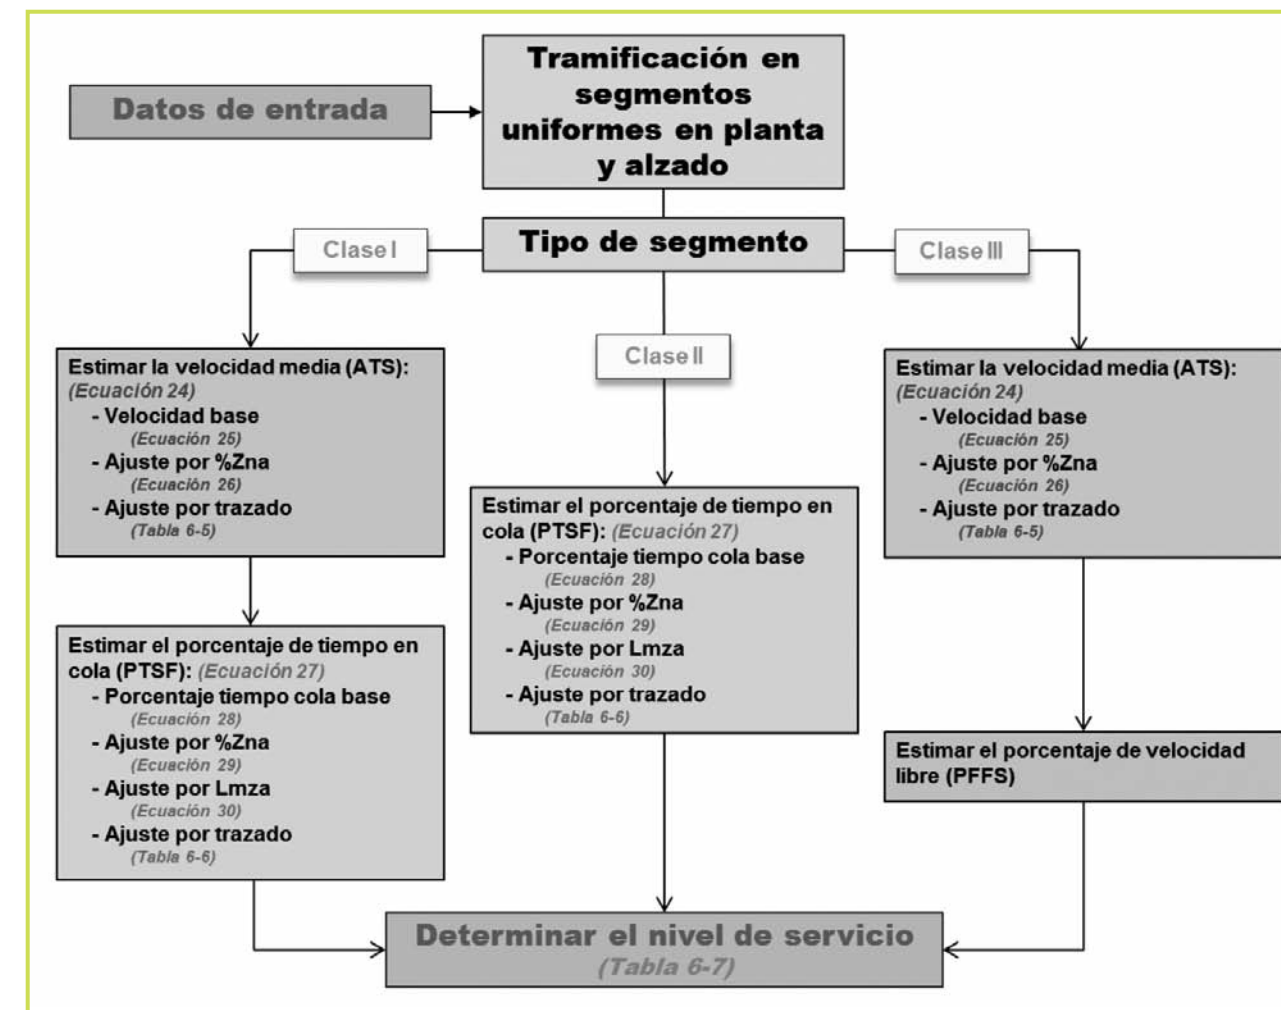 Datos de entrada
Tramificación en
segmentos
uniformes en planta
y alzado
Tipo de segmento
Clase I
Clase II
Clase III
Estimar la velocidad media (ATS):
(Ecuación 24)
- Velocidad base
(Ecuación 25)
- Ajuste por %Zna
(Ecuación 26)
- Ajuste por trazado
(Tabla 6-5)
Estimar el porcentaje de tiempo en
cola (PTSF): (Ecuación 27)
- Porcentaje tiempo cola base
(Ecuación 28)
- Ajuste por %Zna
(Ecuación 29)
- Ajuste por Lmza
(Ecuación 30)
- Ajuste por trazado
(Tabla 6-6)
Estimar el porcentaje de tiempo en
cola (PTSF): (Ecuación 27)
- Porcentaje tiempo cola base
(Ecuación 28)
- Ajuste por %Zna
(Ecuación 29)
- Ajuste por Lmza
(Ecuación 30)
- Ajuste por trazado
(Tabla 6-6)
Estimar la velocidad media (ATS):
(Ecuación 24)
- Velocidad base
(Ecuación 25)
- Ajuste por %Zna
(Ecuación 26)
- Ajuste por trazado
(Tabla 6-5)
Estimar el porcentaje de velocidad
libre (PFFS)
Determinar el nivel de servicio
(Tabla 6-7)